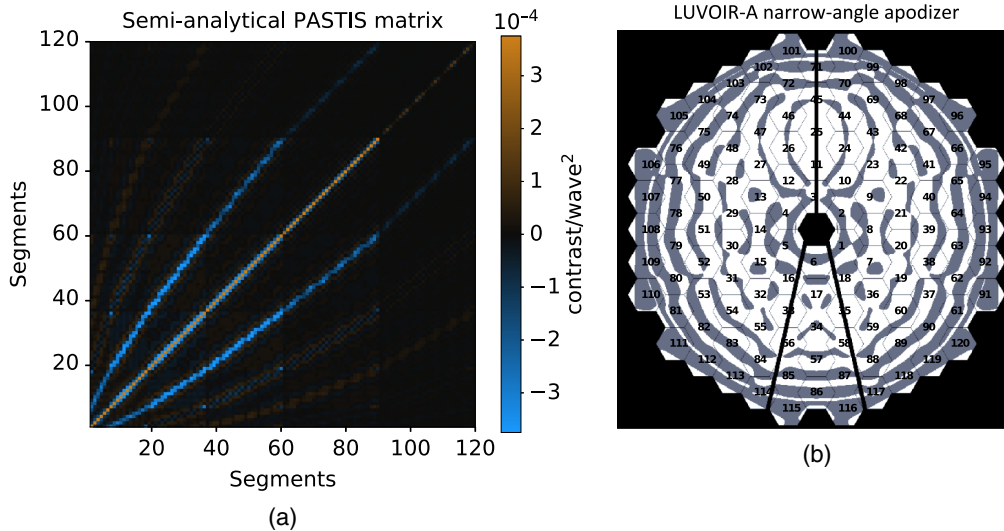 Semi-analytical PASTIS matrix
120
100
80
60
40
20
Segments
20 40 60 80 100 120
Segments
10⁻⁴
3
2
1
0
−1
−2
−3
contrast/wave²
(a)
LUVOIR-A narrow-angle apodizer
101 100
102 71 99
103 72 70 98
104 73 45 69 97
105 74 46 44 68 96
75 47 25 43 67
76 48 26 24 42 66
106 49 27 11 23 41 95
77 28 12 10 22 65
107 50 13 3 9 40 94
78 29 4 2 21 64
108 51 14 8 39 93
79 30 5 1 20 63
109 52 15 6 7 38 92
80 31 16 18 19 62
110 53 32 17 36 37 91
81 54 33 35 60 61
82 55 34 59 90
111 83 56 58 89 120
112 84 57 88 119
113 85 87 118
114 86 117
115 116
(b)